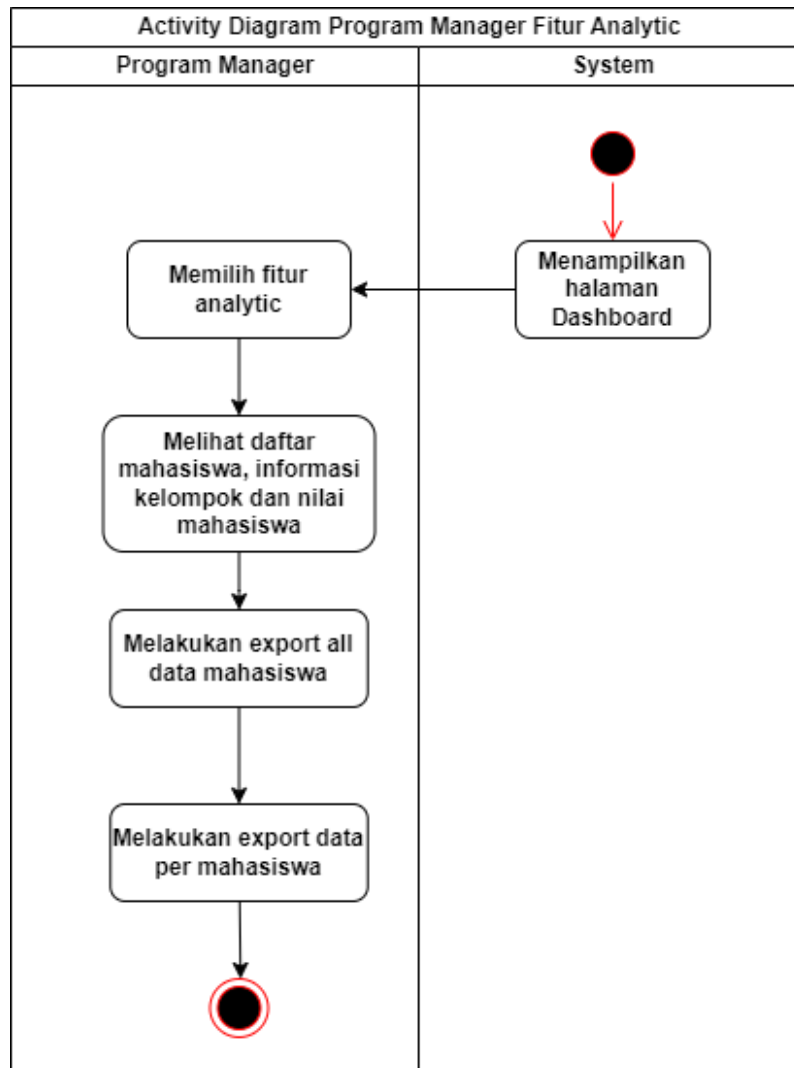 Activity Diagram Program Manager Fitur Analytic
Program Manager
System
Menampilkan
halaman
Dashboard
Memilih fitur
analytic
Melihat daftar
mahasiswa, informasi
kelompok dan nilai
mahasiswa
Melakukan export all
data mahasiswa
Melakukan export data
per mahasiswa